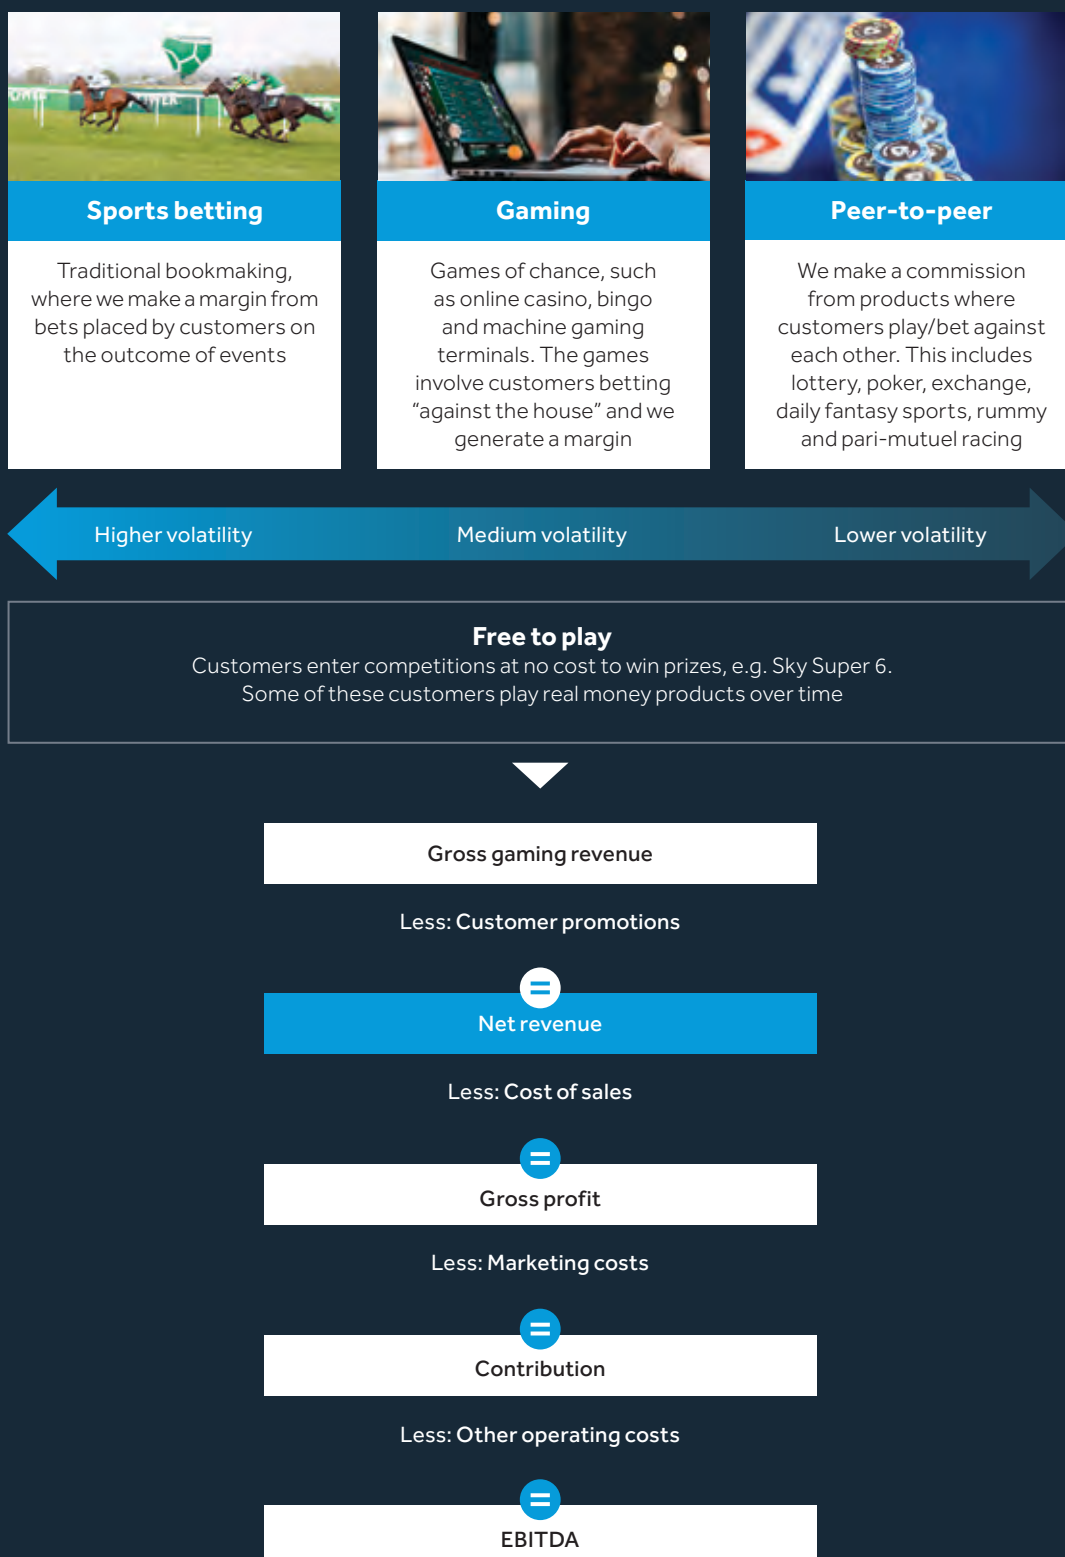 Sports betting
Traditional bookmaking,
where we make a margin from
bets placed by customers on
the outcome of events
Gaming
Games of chance, such
as online casino, bingo
and machine gaming
terminals. The games
involve customers betting
“against the house” and we
generate a margin
Peer-to-peer
We make a commission
from products where
customers play/bet against
each other. This includes
lottery, poker, exchange,
daily fantasy sports, rummy
and pari-mutuel racing
Higher volatility
Medium volatility
Lower volatility
Free to play
Customers enter competitions at no cost to win prizes, e.g. Sky Super 6.
Some of these customers play real money products over time
Gross gaming revenue
Less: Customer promotions
=
Net revenue
Less: Cost of sales
=
Gross profit
Less: Marketing costs
=
Contribution
Less: Other operating costs
=
EBITDA